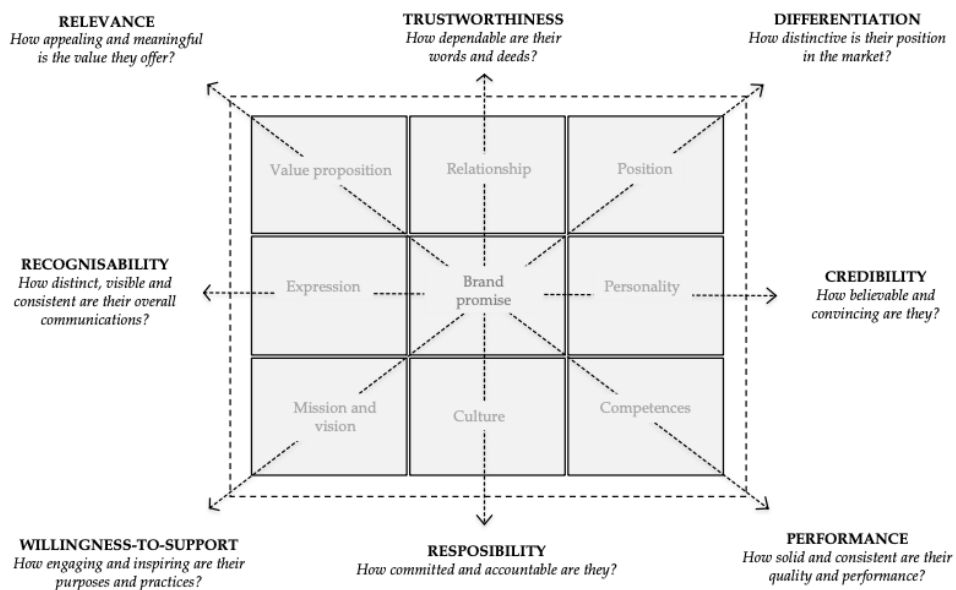 RELEVANCE
How appealing and meaningful
is the value they offer?
TRUSTWORTHINESS
How dependable are their
words and deeds?
DIFFERENTIATION
How distinctive is their position
in the market?
Value proposition
Relationship
Position
RECOGNISABILITY
How distinct, visible and
consistent are their overall
communications?
Expression
Brand
promise
Personality
CREDIBILITY
How believable and
convincing are they?
Mission and
vision
Culture
Competences
WILLINGNESS-TO-SUPPORT
How engaging and inspiring are their
purposes and practices?
RESPOSIBILITY
How committed and accountable are they?
PERFORMANCE
How solid and consistent are their
quality and performance?